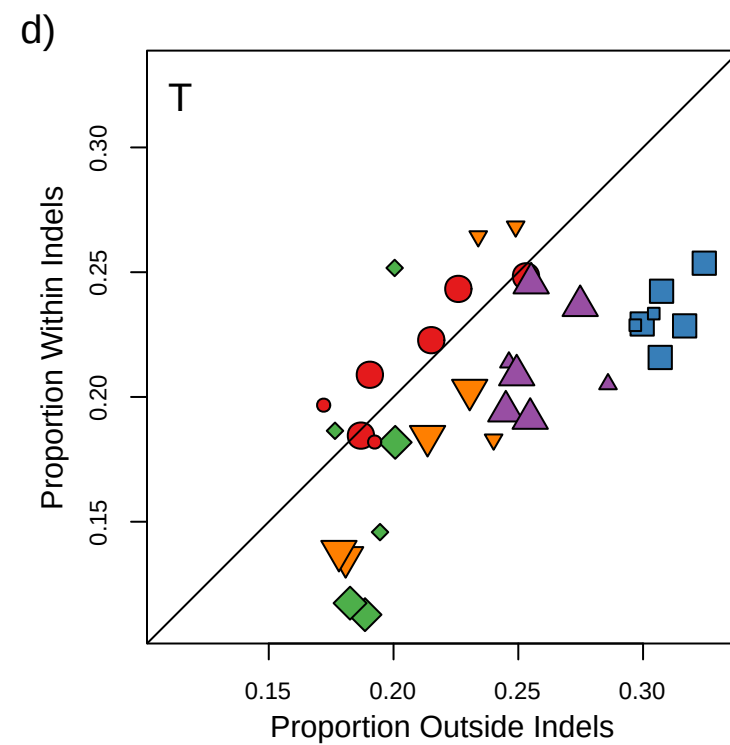 d)
T
Proportion Within Indels
0.30
0.25
0.20
0.15
0.15 0.20 0.25 0.30
Proportion Outside Indels